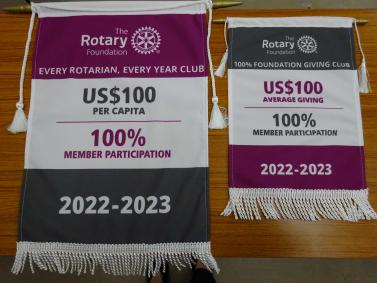 The
Rotary
Foundation
EVERY ROTARIAN, EVERY YEAR CLUB
US$100
PER CAPITA
100%
MEMBER PARTICIPATION
2022-2023
The
Rotary
Foundation
100% FOUNDATION GIVING CLUB
US$100
AVERAGE GIVING
100%
MEMBER PARTICIPATION
2022-2023